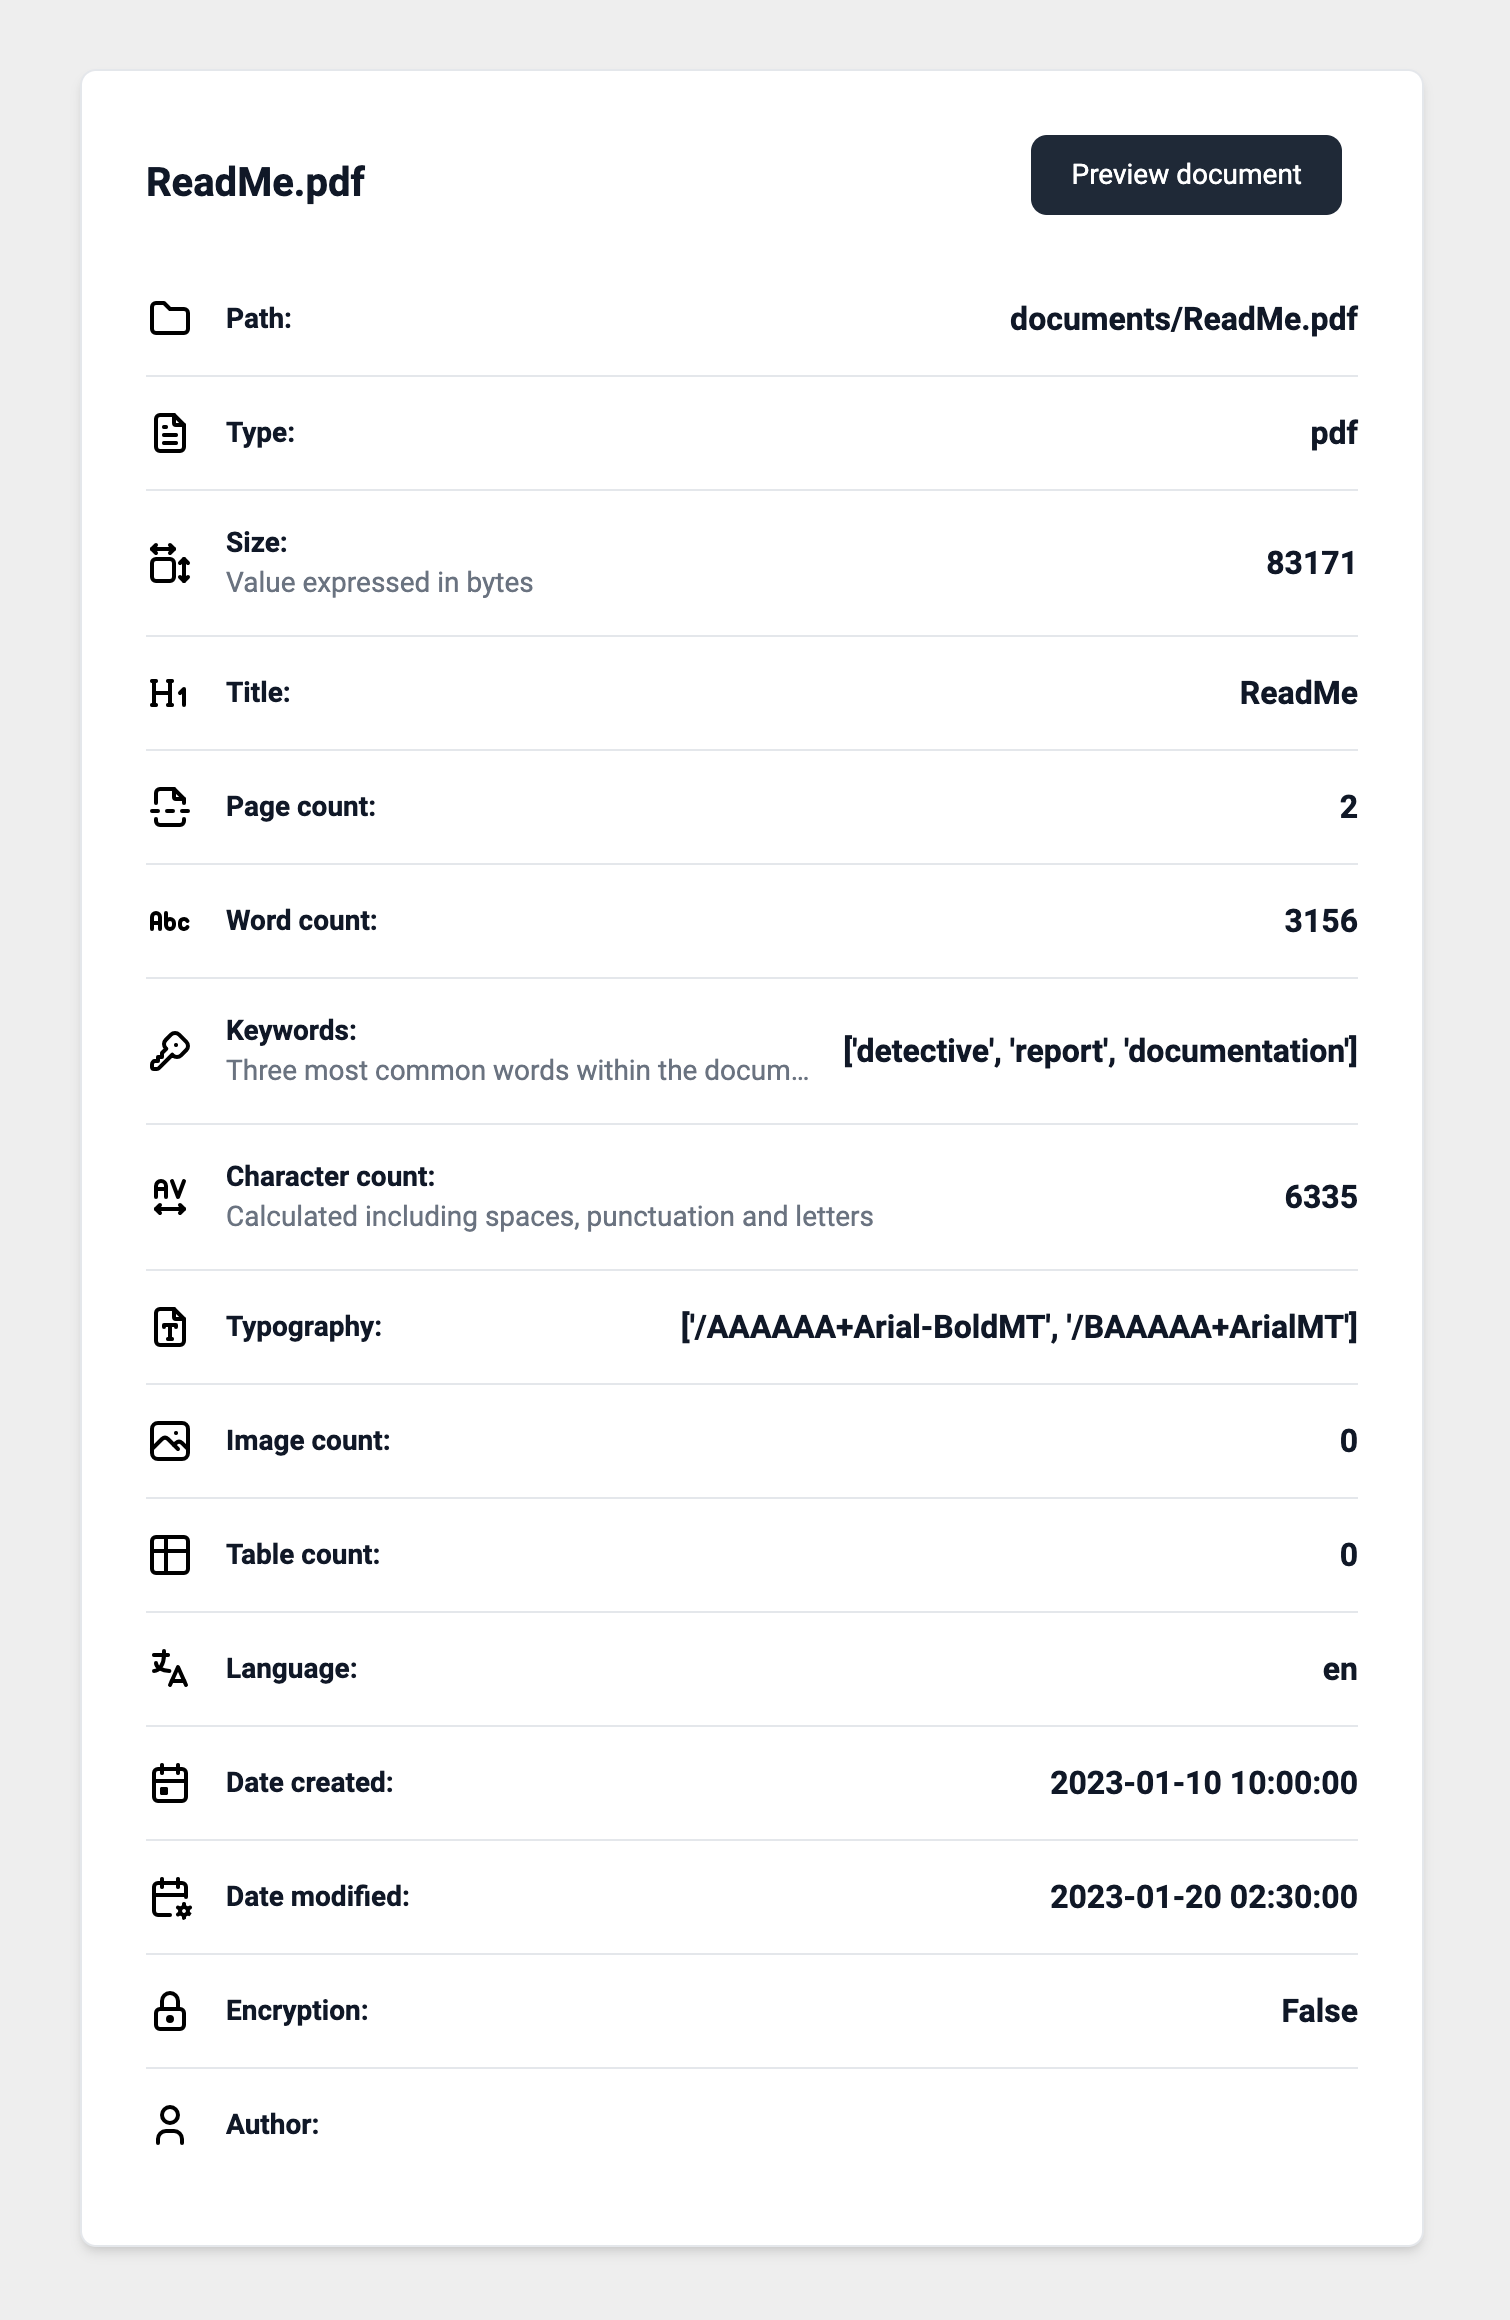 ReadMe.pdf
Preview document
Path: documents/ReadMe.pdf
Type: pdf
Size:
Value expressed in bytes
83171
H1 Title: ReadMe
Page count: 2
Abc Word count: 3156
Keywords:
Three most common words within the docum...
['detective', 'report', 'documentation']
AV Character count:
Calculated including spaces, punctuation and letters
6335
T Typography: ['/AAAAAA+Arial-BoldMT', '/BAAAAA+ArialMT']
Image count: 0
Table count: 0
Language: en
Date created: 2023-01-10 10:00:00
Date modified: 2023-01-20 02:30:00
Encryption: False
Author: